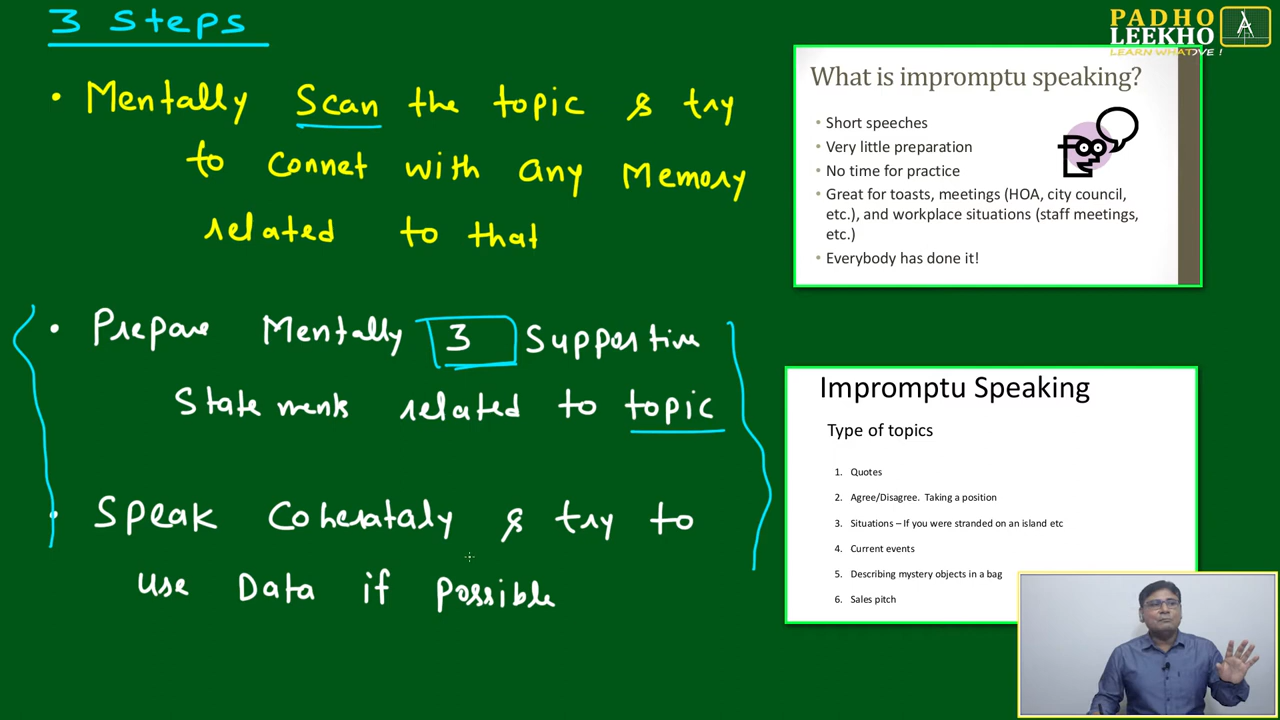 3 Steps
• Mentally Scan the topic & try
to Connet with any Memory
related to that
• Prepare Mentally 3 Supportive
Statements related to topic
• Speak Coherataly & try to
use Data if possible
PADHO
LEEKHO
What is impromptu speaking?
• Short speeches
• Very little preparation
• No time for practice
• Great for toasts, meetings (HOA, city council,
etc.), and workplace situations (staff meetings,
etc.)
• Everybody has done it!
Impromptu Speaking
Type of topics
1. Quotes
2. Agree/Disagree. Taking a position
3. Situations – If you were stranded on an island etc
4. Current events
5. Describing mystery objects in a bag
6. Sales pitch